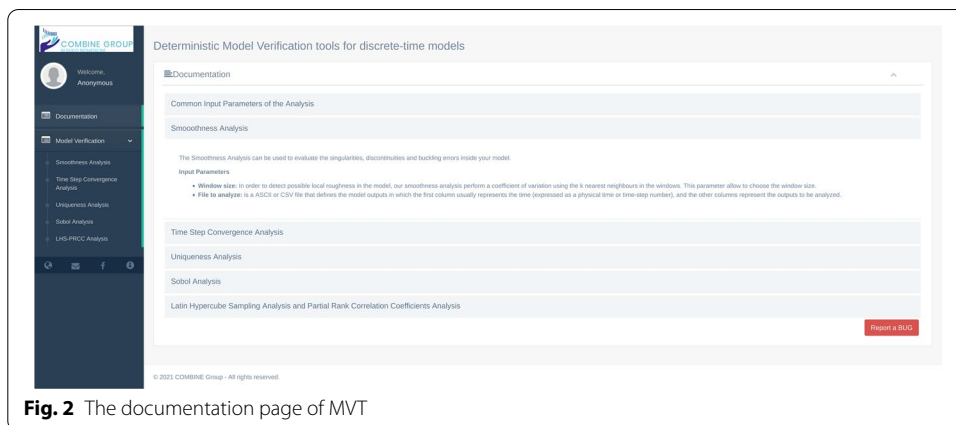 COMBINE GROUP
Welcome,
Anonymous
Documentation
Model Verification
Smoothness Analysis
Time Step Convergence
Analysis
Uniqueness Analysis
Sobol Analysis
LHS-PRCC Analysis
Deterministic Model Verification tools for discrete-time models
Documentation
Common Input Parameters of the Analysis
Smooothness Analysis
The Smoothness Analysis can be used to evaluate the singularities, discontinuities and buckling errors inside your model.
Input Parameters
• Window size: In order to detect possible local roughness in the model, our smoothness analysis perform a coefficient of variation using the k nearest neighbours in the windows. This parameter allow to choose the window size.
• File to analyze: is a ASCII or CSV file that defines the model outputs in which the first column usually represents the time (expressed as a physical time or time-step number), and the other columns represent the outputs to be analyzed.
Time Step Convergence Analysis
Uniqueness Analysis
Sobol Analysis
Latin Hypercube Sampling Analysis and Partial Rank Correlation Coefficients Analysis
Report a BUG
© 2021 COMBINE Group - All rights reserved.
Fig. 2 The documentation page of MVT